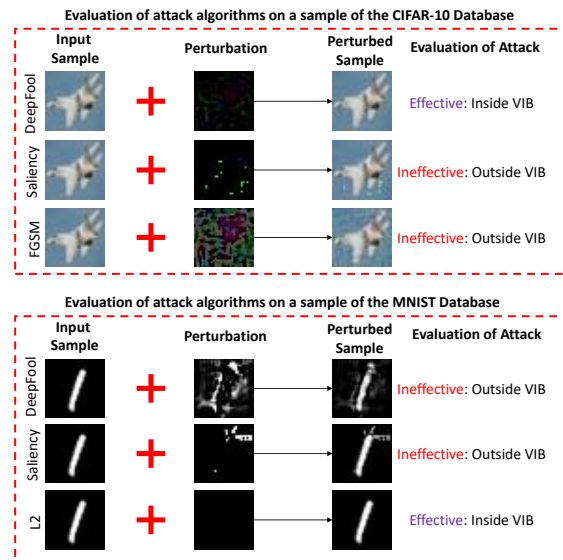 Evaluation of attack algorithms on a sample of the CIFAR-10 Database
Input Sample
Perturbation
Perturbed Sample
Evaluation of Attack
DeepFool
Effective: Inside VIB
Saliency
Ineffective: Outside VIB
FGSM
Ineffective: Outside VIB
Evaluation of attack algorithms on a sample of the MNIST Database
Input Sample
Perturbation
Perturbed Sample
Evaluation of Attack
DeepFool
Ineffective: Outside VIB
Saliency
Ineffective: Outside VIB
L2
Effective: Inside VIB